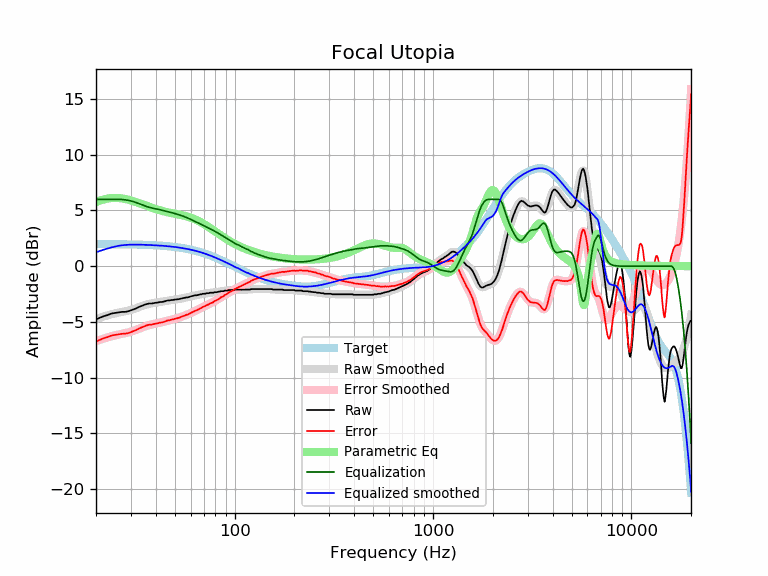 Focal Utopia
15
10
5
0
−5
−10
−15
−20
Amplitude (dBr)
Target
Raw Smoothed
Error Smoothed
Raw
Error
Parametric Eq
Equalization
Equalized smoothed
100
1000
10000
Frequency (Hz)